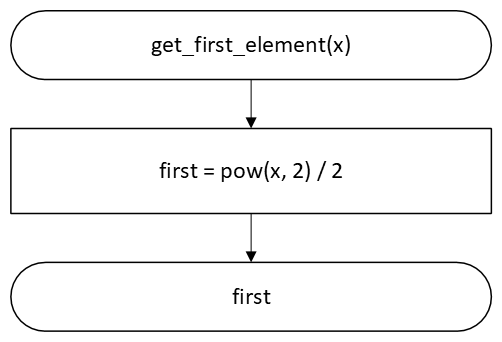 get_first_element(x)
first = pow(x, 2) / 2
first